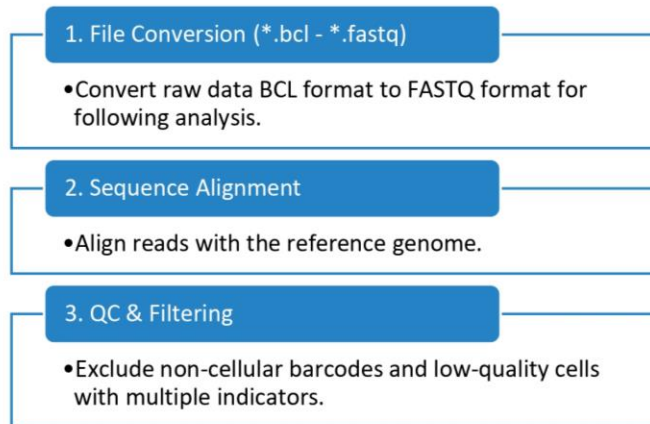 1. File Conversion (*.bcl - *.fastq)
•Convert raw data BCL format to FASTQ format for
following analysis.
2. Sequence Alignment
•Align reads with the reference genome.
3. QC & Filtering
•Exclude non-cellular barcodes and low-quality cells
with multiple indicators.